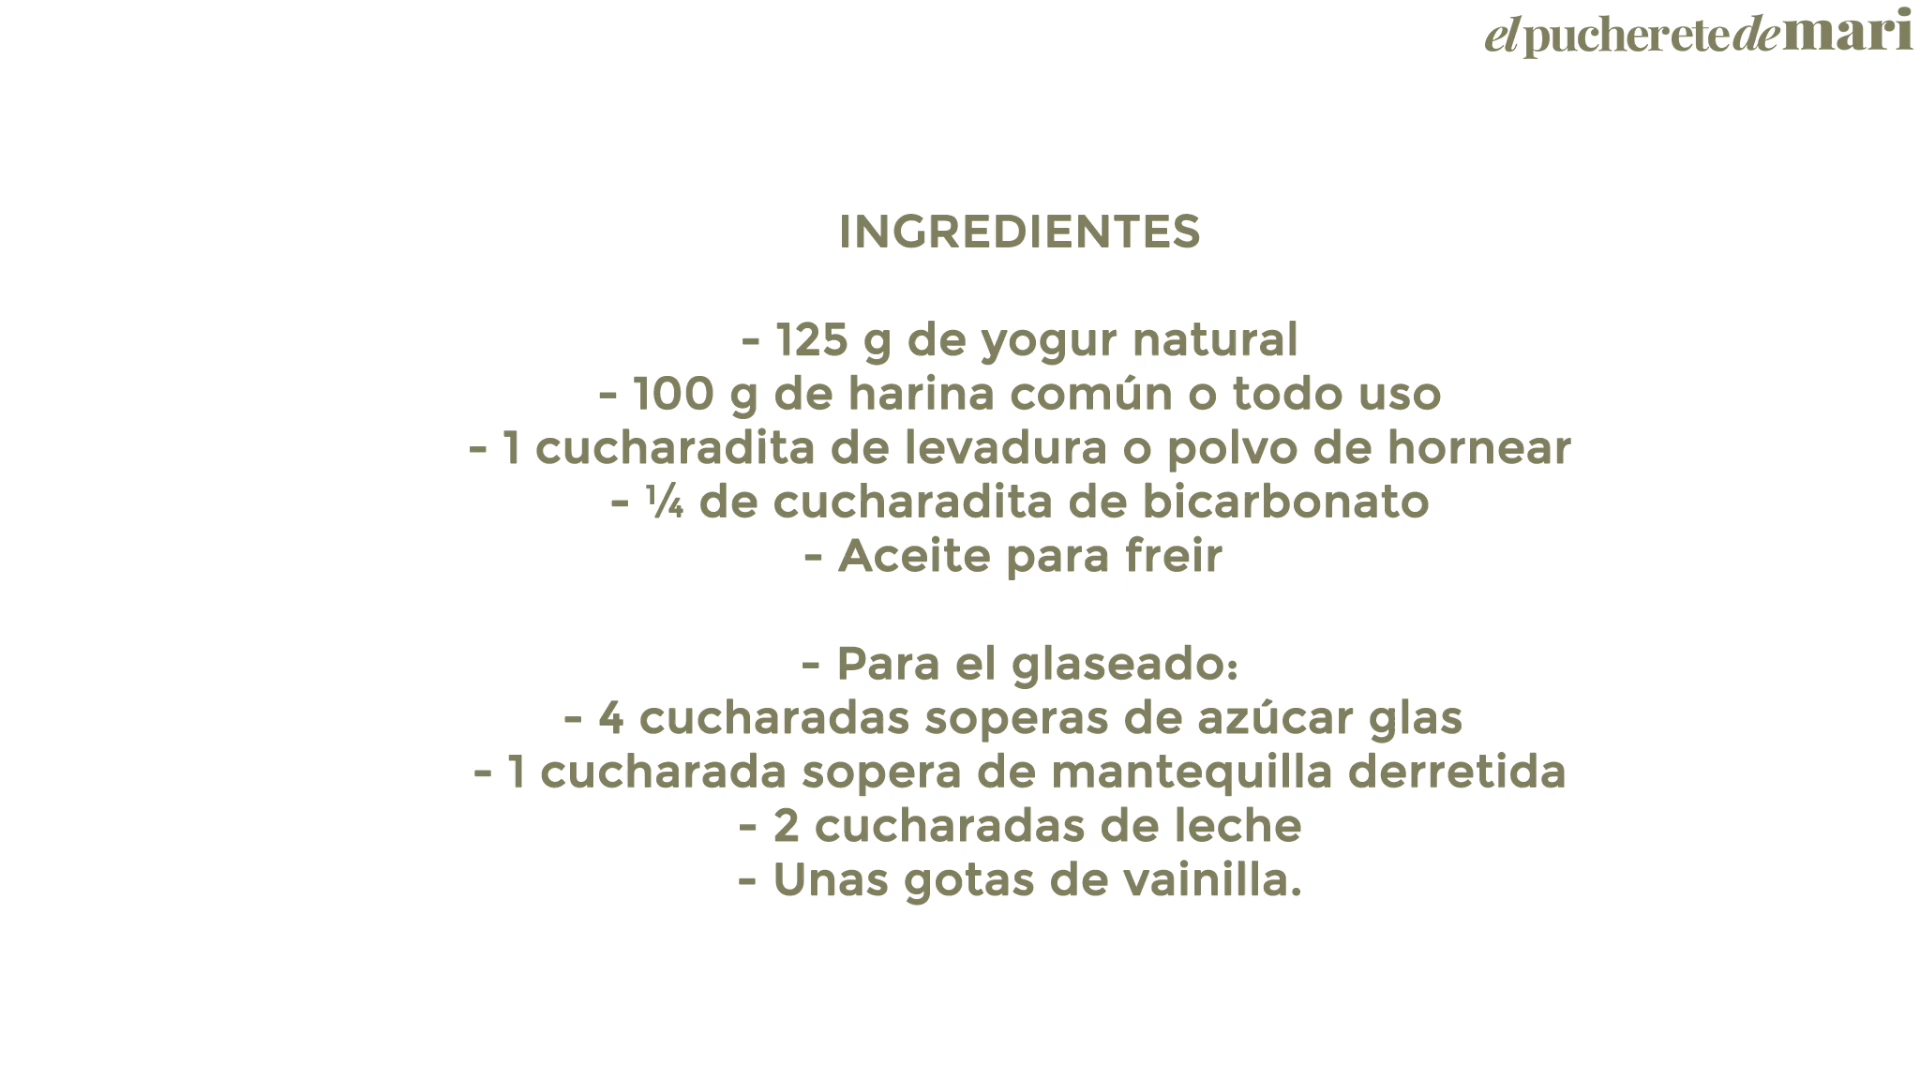 elpucheretedemari
INGREDIENTES
- 125 g de yogur natural
- 100 g de harina común o todo uso
- 1 cucharadita de levadura o polvo de hornear
- ¼ de cucharadita de bicarbonato
- Aceite para freir
- Para el glaseado:
- 4 cucharadas soperas de azúcar glas
- 1 cucharada sopera de mantequilla derretida
- 2 cucharadas de leche
- Unas gotas de vainilla.